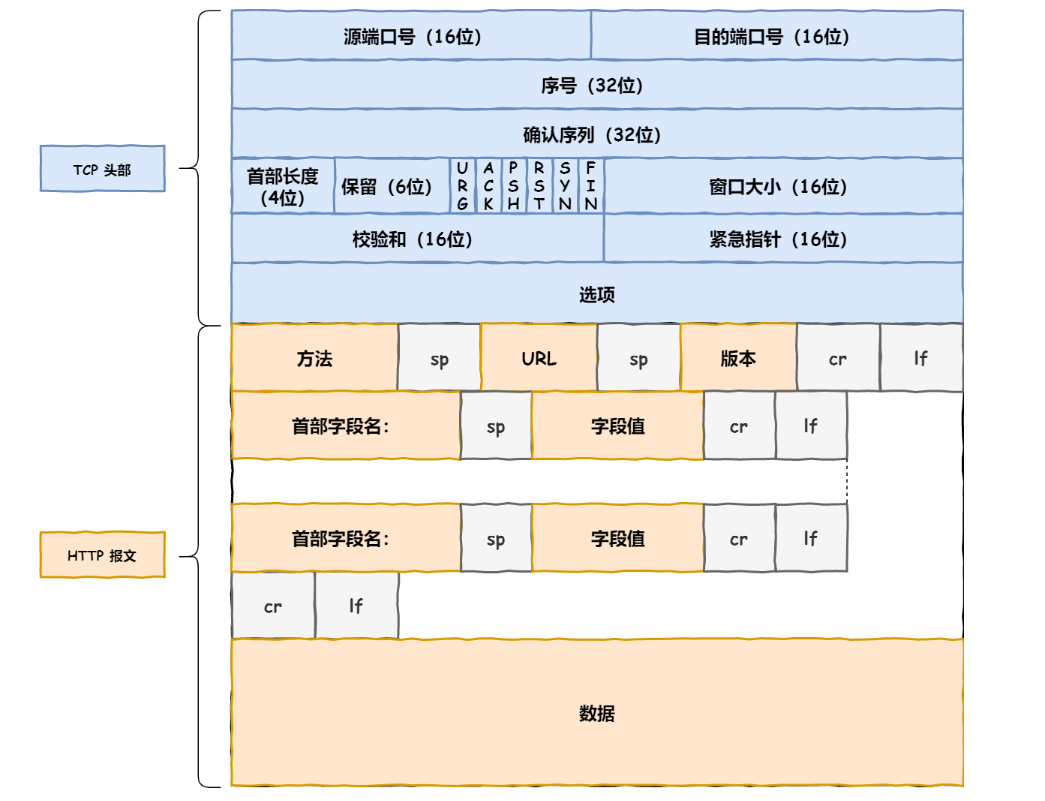 源端口号（16位）
目的端口号（16位）
序号（32位）
确认序列（32位）
TCP 头部
首部长度
（4位）
保留（6位）
URG
ACK
PSH
RST
SYN
FIN
窗口大小（16位）
校验和（16位）
紧急指针（16位）
选项
方法
sp
URL
sp
版本
cr
lf
首部字段名：
sp
字段值
cr
lf
HTTP 报文
首部字段名：
sp
字段值
cr
lf
cr
lf
数据